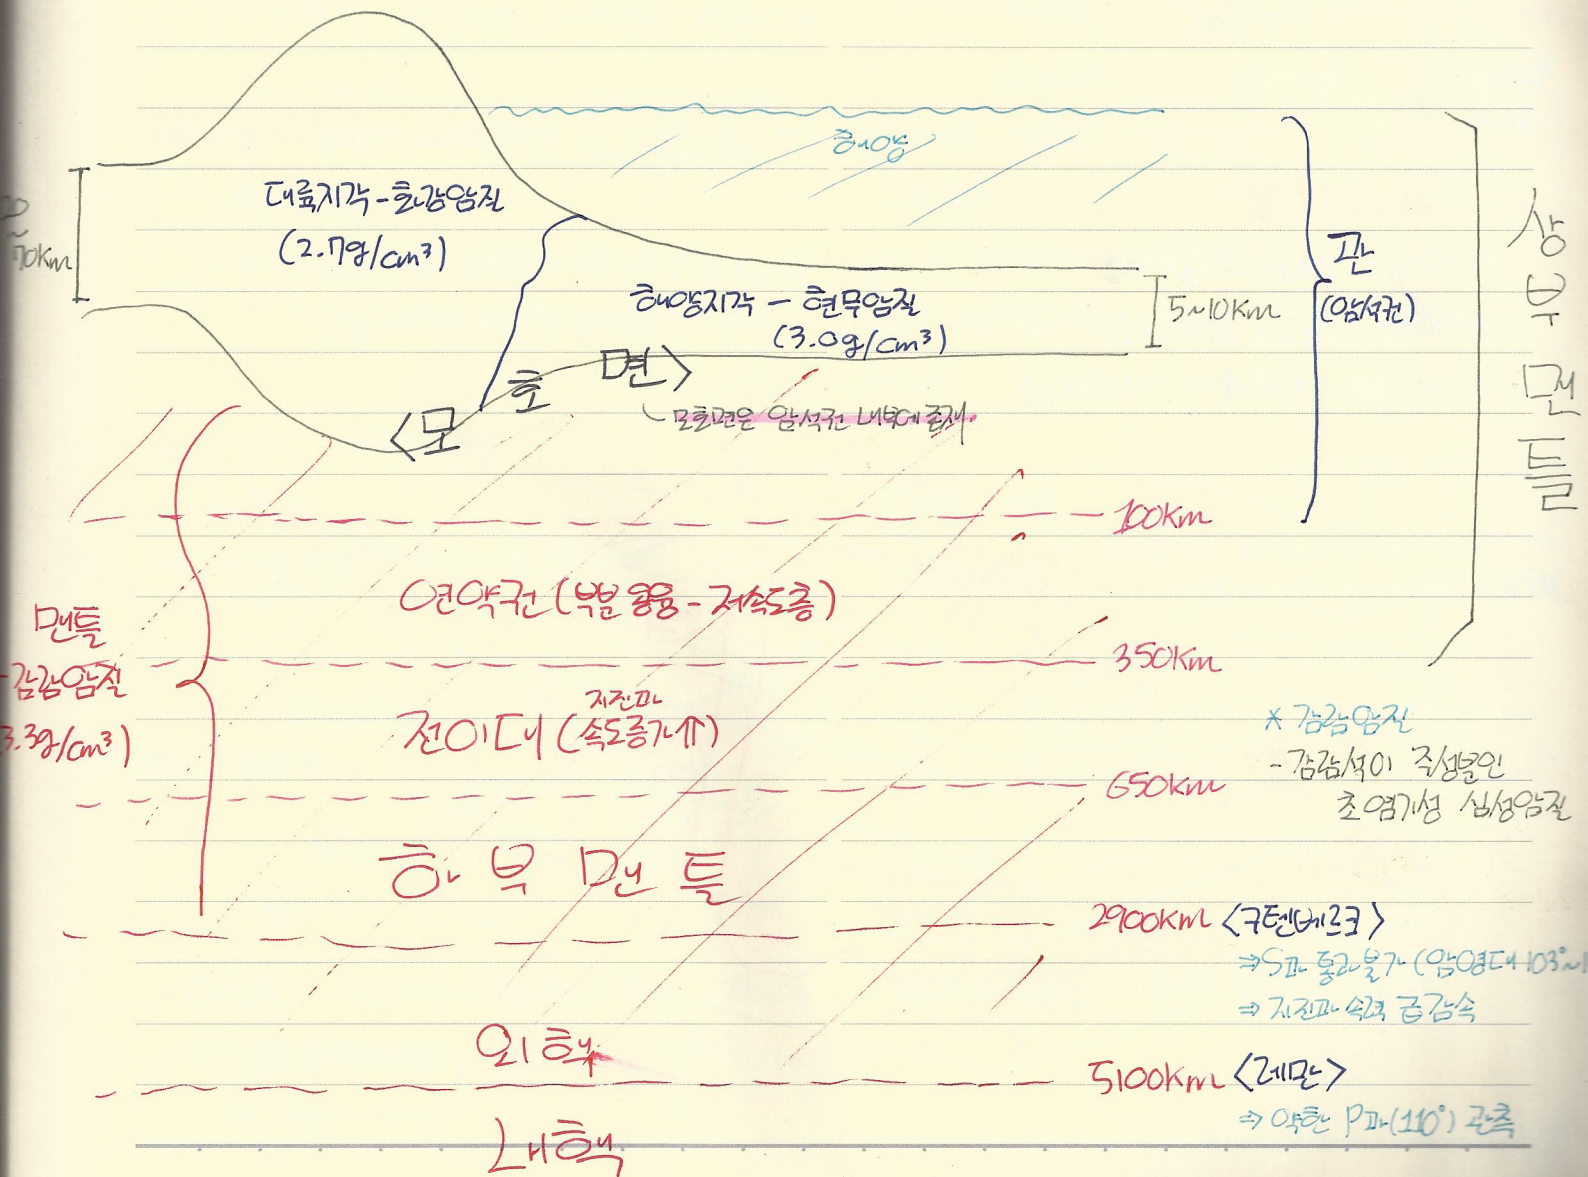 해양
대륙지각-화강암질
(2.7g/cm³)
~70km
해양지각 - 현무암질
(3.0g/cm³)
5~10km
판
(암석권)
상부맨틀
<모호면>
모호면은 암석권 내부에 존재.
100km
연약권 (부분용융-저속도층)
350km
맨틀
-감람암질
3.3g/cm³)
지진파
전이대 (속도증가⇈)
650km
* 감람암질
-감람석이 주성분인
초염기성 심성암질
하부맨틀
2900km <구텐베르크>
⇒S파 통과불가 (암영대 103°~
⇒ 지진파 속력 급감속
외핵
5100km <레만>
⇒ 약한 P파(110°) 관측
내핵